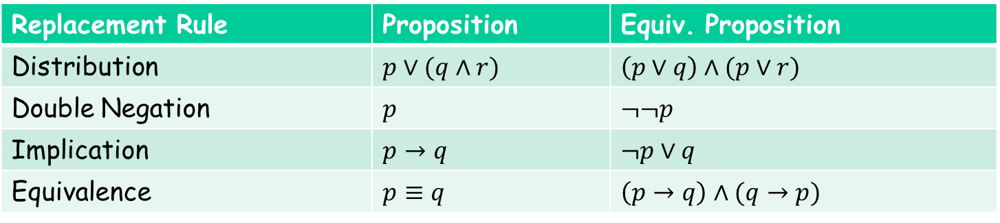 Replacement Rule Proposition Equiv. Proposition
Distribution p ∨ (q ∧ r) (p ∨ q) ∧ (p ∨ r)
Double Negation p ¬¬p
Implication p → q ¬p ∨ q
Equivalence p ≡ q (p → q) ∧ (q → p)